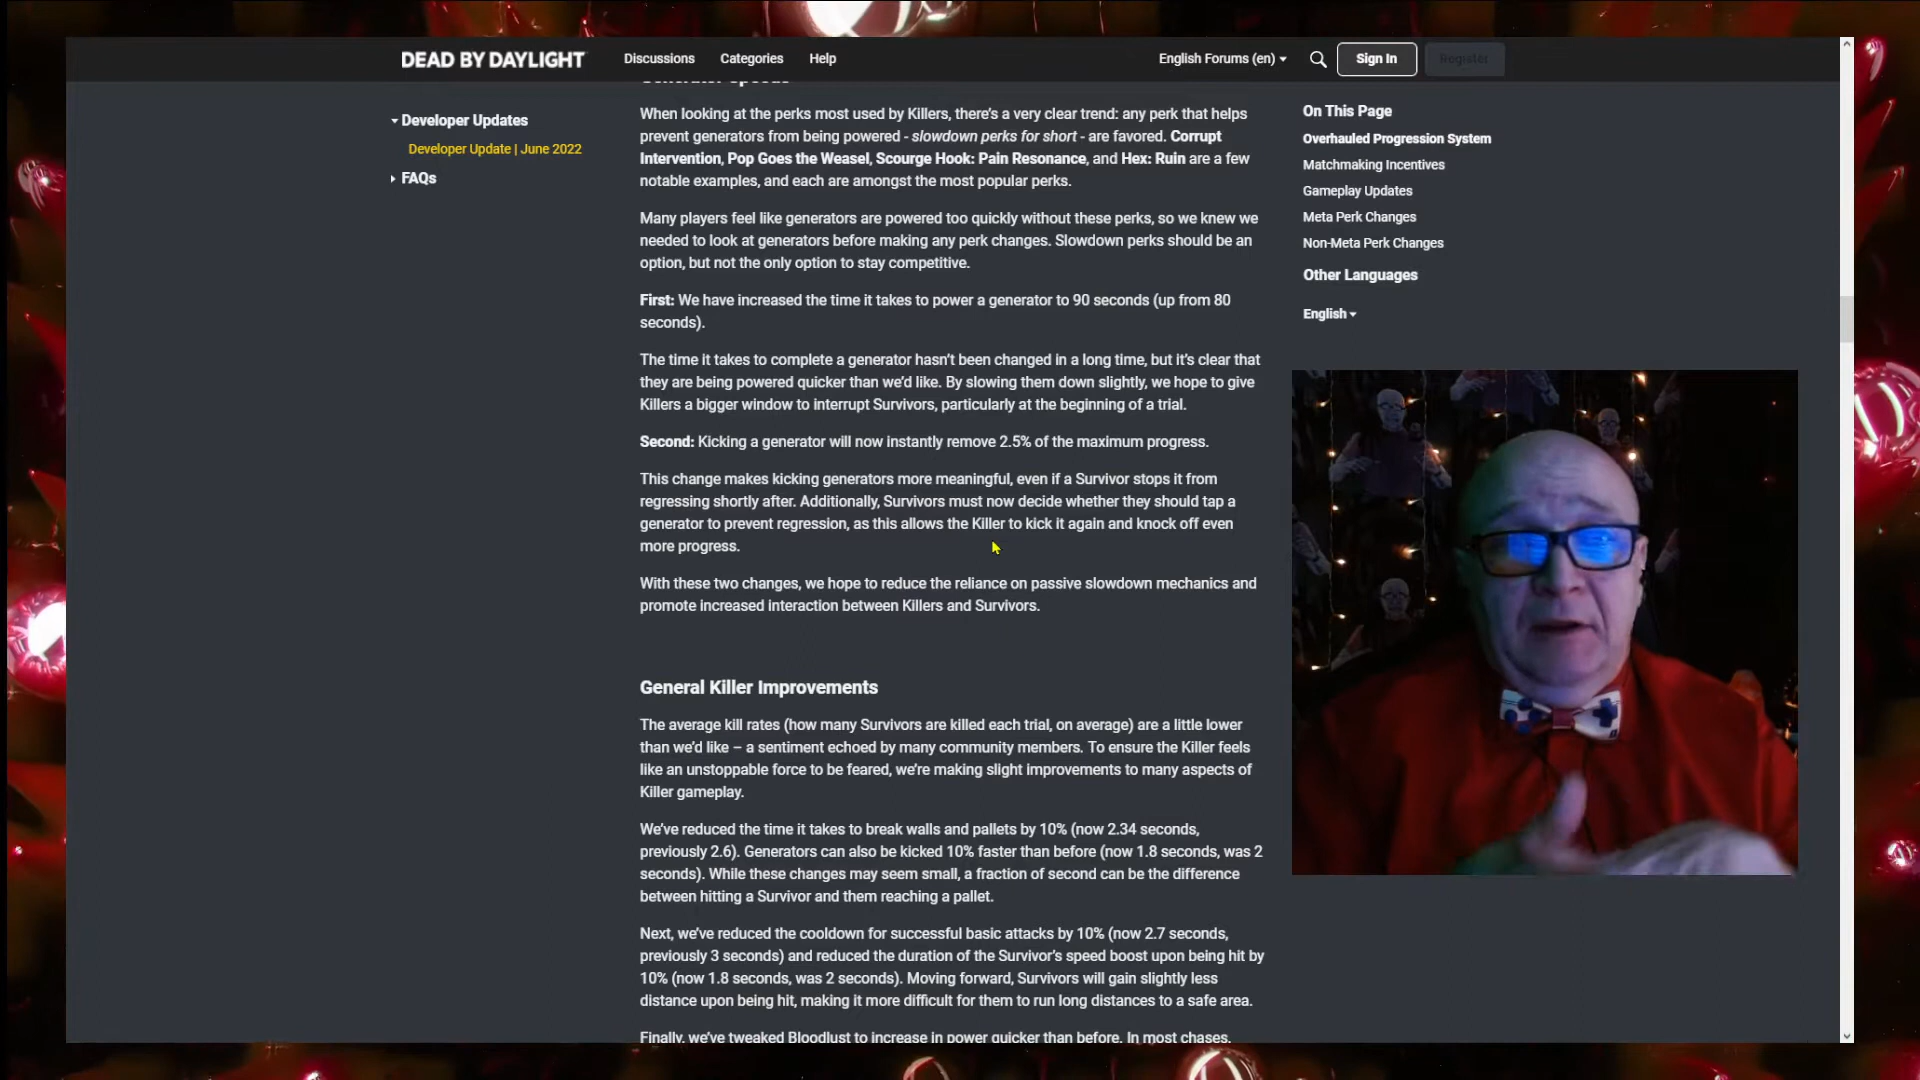 DEAD BY DAYLIGHT
Discussions
Categories
Help
English Forums (en)
Sign In
Register
Developer Updates
Developer Update | June 2022
FAQs
Generator Speeds
When looking at the perks most used by Killers, there's a very clear trend: any perk that helps
prevent generators from being powered - slowdown perks for short - are favored. Corrupt
Intervention, Pop Goes the Weasel, Scourge Hook: Pain Resonance, and Hex: Ruin are a few
notable examples, and each are amongst the most popular perks.
Many players feel like generators are powered too quickly without these perks, so we knew we
needed to look at generators before making any perk changes. Slowdown perks should be an
option, but not the only option to stay competitive.
First: We have increased the time it takes to power a generator to 90 seconds (up from 80
seconds).
The time it takes to complete a generator hasn't been changed in a long time, but it's clear that
they are being powered quicker than we'd like. By slowing them down slightly, we hope to give
Killers a bigger window to interrupt Survivors, particularly at the beginning of a trial.
Second: Kicking a generator will now instantly remove 2.5% of the maximum progress.
This change makes kicking generators more meaningful, even if a Survivor stops it from
regressing shortly after. Additionally, Survivors must now decide whether they should tap a
generator to prevent regression, as this allows the Killer to kick it again and knock off even
more progress.
With these two changes, we hope to reduce the reliance on passive slowdown mechanics and
promote increased interaction between Killers and Survivors.
General Killer Improvements
The average kill rates (how many Survivors are killed each trial, on average) are a little lower
than we'd like – a sentiment echoed by many community members. To ensure the Killer feels
like an unstoppable force to be feared, we're making slight improvements to many aspects of
Killer gameplay.
We've reduced the time it takes to break walls and pallets by 10% (now 2.34 seconds,
previously 2.6). Generators can also be kicked 10% faster than before (now 1.8 seconds, was 2
seconds). While these changes may seem small, a fraction of second can be the difference
between hitting a Survivor and them reaching a pallet.
Next, we've reduced the cooldown for successful basic attacks by 10% (now 2.7 seconds,
previously 3 seconds) and reduced the duration of the Survivor's speed boost upon being hit by
10% (now 1.8 seconds, was 2 seconds). Moving forward, Survivors will gain slightly less
distance upon being hit, making it more difficult for them to run long distances to a safe area.
Finally, we've tweaked Bloodlust to increase in power quicker than before. In most chases,
On This Page
Overhauled Progression System
Matchmaking Incentives
Gameplay Updates
Meta Perk Changes
Non-Meta Perk Changes
Other Languages
English